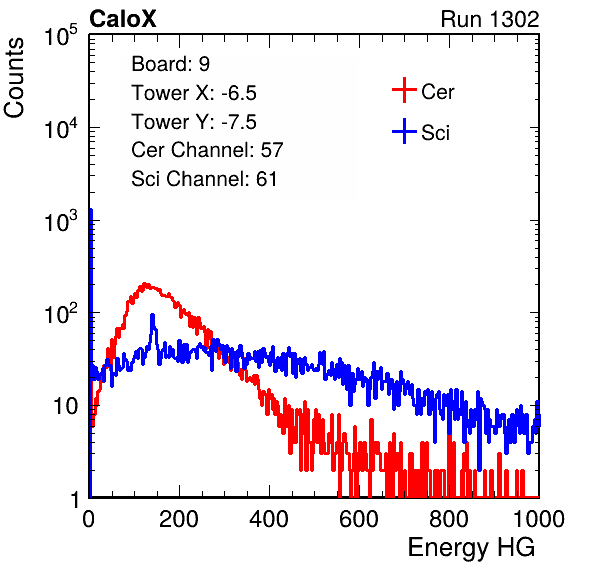 CaloX Run 1302
Counts
Board: 9
Tower X: -6.5
Tower Y: -7.5
Cer Channel: 57
Sci Channel: 61
Cer
Sci
10^5
10^4
10^3
10^2
10
1
0 200 400 600 800 1000
Energy HG